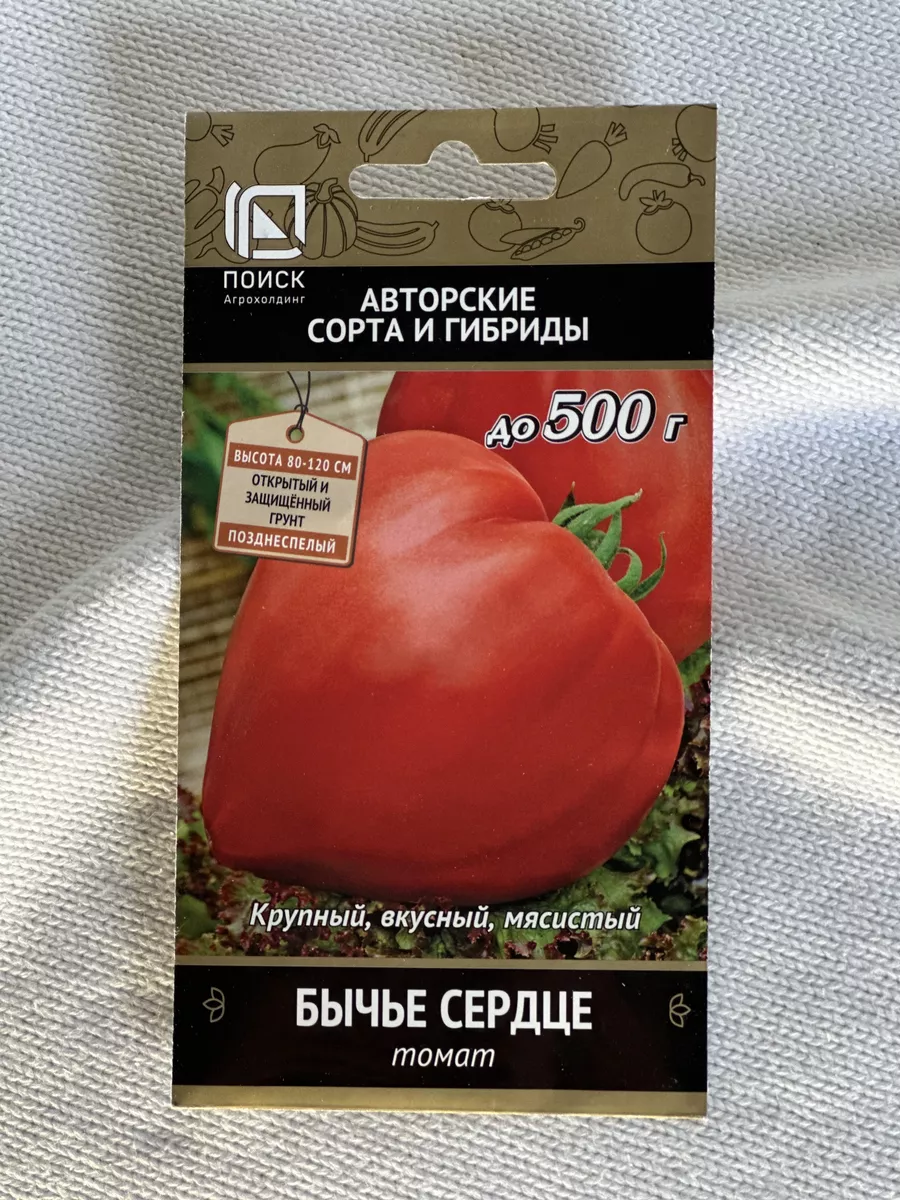 ПОИСК
Агрохолдинг
АВТОРСКИЕ
СОРТА И ГИБРИДЫ
до 500 г
ВЫСОТА 80-120 СМ
ОТКРЫТЫЙ И
ЗАЩИЩЁННЫЙ
ГРУНТ
ПОЗДНЕСПЕЛЫЙ
Крупный, вкусный, мясистый
БЫЧЬЕ СЕРДЦЕ
томат